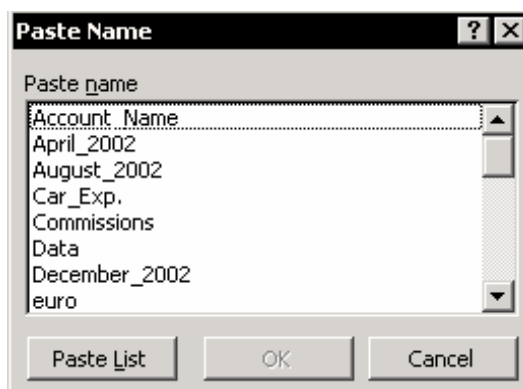 Paste Name
Paste name
Account_Name
April_2002
August_2002
Car_Exp.
Commissions
Data
December_2002
euro
Paste List OK Cancel